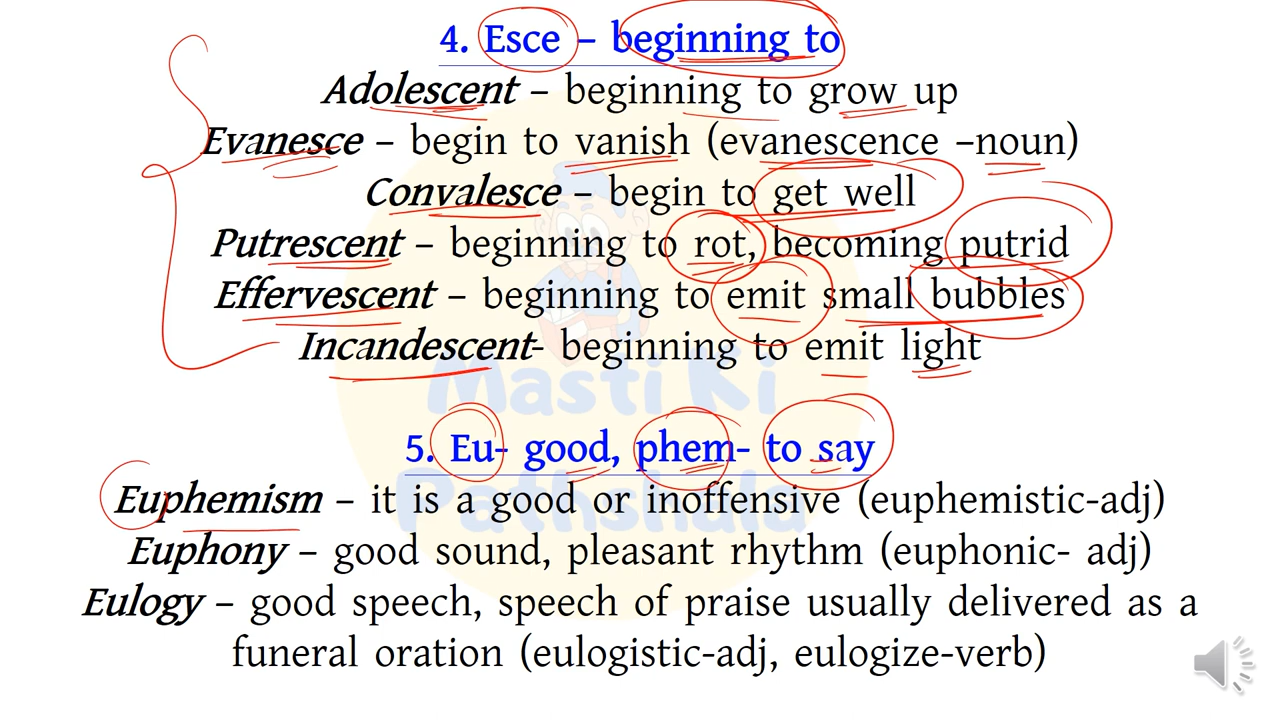 4. Esce – beginning to
Adolescent – beginning to grow up
Evanesce – begin to vanish (evanescence –noun)
Convalesce – begin to get well
Putrescent – beginning to rot, becoming putrid
Effervescent – beginning to emit small bubbles
Incandescent- beginning to emit light
Masti Ki
5. Eu- good, phem- to say
Pathshala
Euphemism – it is a good or inoffensive (euphemistic-adj)
Euphony – good sound, pleasant rhythm (euphonic- adj)
Eulogy – good speech, speech of praise usually delivered as a
funeral oration (eulogistic-adj, eulogize-verb)